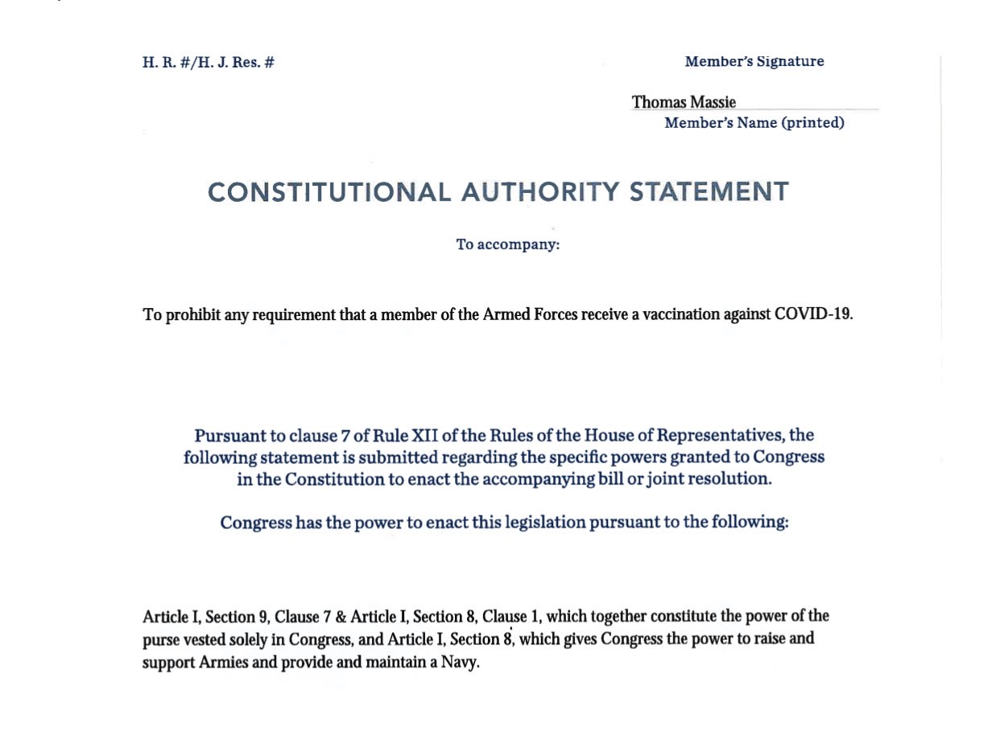 H. R. #/H. J. Res. #
Member's Signature
Thomas Massie
Member's Name (printed)
CONSTITUTIONAL AUTHORITY STATEMENT
To accompany:
To prohibit any requirement that a member of the Armed Forces receive a vaccination against COVID-19.
Pursuant to clause 7 of Rule XII of the Rules of the House of Representatives, the
following statement is submitted regarding the specific powers granted to Congress
in the Constitution to enact the accompanying bill or joint resolution.
Congress has the power to enact this legislation pursuant to the following:
Article I, Section 9, Clause 7 & Article I, Section 8, Clause 1, which together constitute the power of the
purse vested solely in Congress, and Article I, Section 8, which gives Congress the power to raise and
support Armies and provide and maintain a Navy.